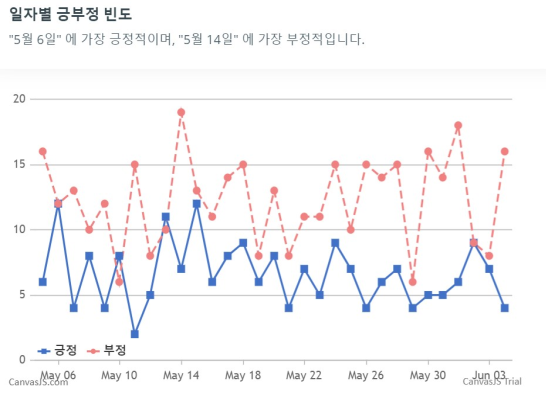 일자별 긍부정 빈도
"5월 6일" 에 가장 긍정적이며, "5월 14일" 에 가장 부정적입니다.
20
15
10
5
0
긍정 부정
May 06 May 10 May 14 May 18 May 22 May 26 May 30 Jun 03
CanvasJS.com CanvasJS Trial